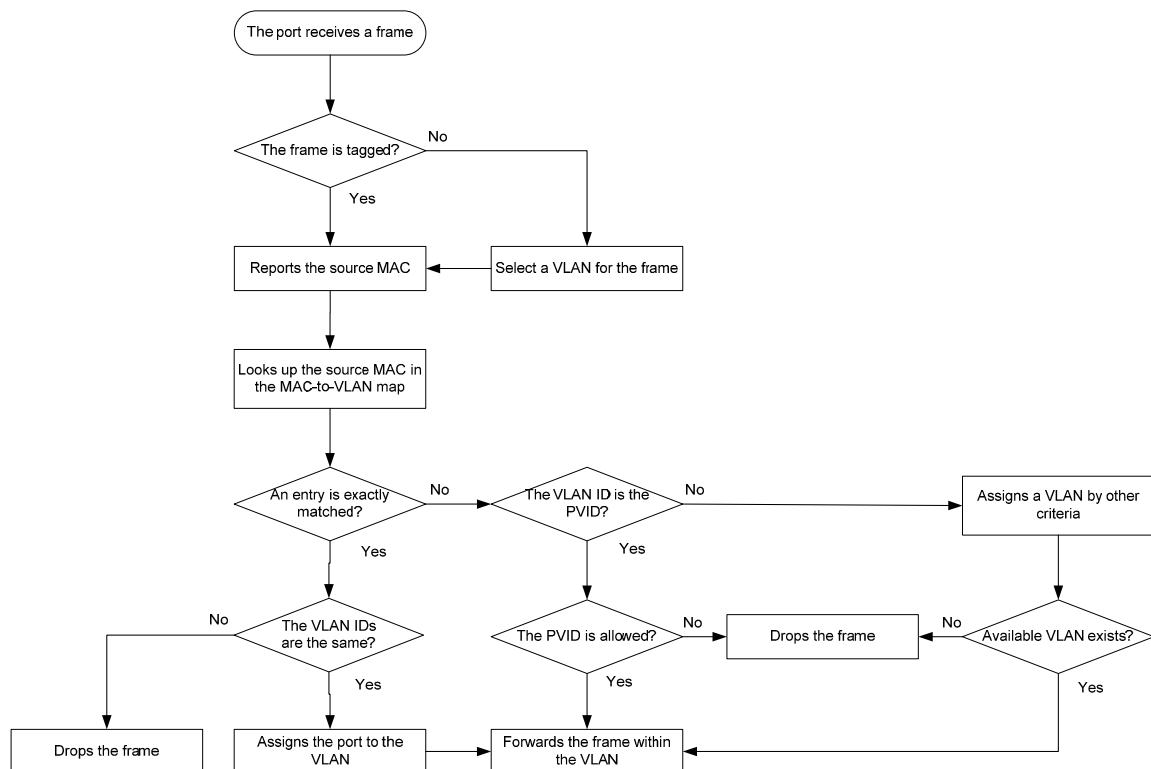 The port receives a frame
The frame is tagged?
No
Yes
Reports the source MAC
Select a VLAN for the frame
Looks up the source MAC in
the MAC-to-VLAN map
An entry is exactly
matched?
No
The VLAN ID is the
PVID?
No
Assigns a VLAN by other
criteria
Yes
Yes
No
The VLAN IDs
are the same?
The PVID is allowed?
No
Drops the frame
No
Available VLAN exists?
Yes
Yes
Yes
Drops the frame
Assigns the port to the
VLAN
Forwards the frame within
the VLAN